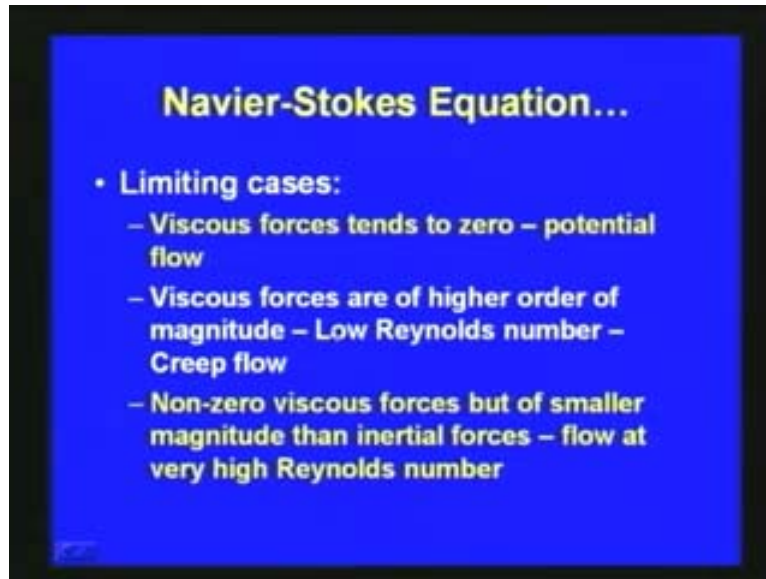 Navier-Stokes Equation...
• Limiting cases:
– Viscous forces tends to zero – potential
flow
– Viscous forces are of higher order of
magnitude – Low Reynolds number –
Creep flow
– Non-zero viscous forces but of smaller
magnitude than inertial forces – flow at
very high Reynolds number